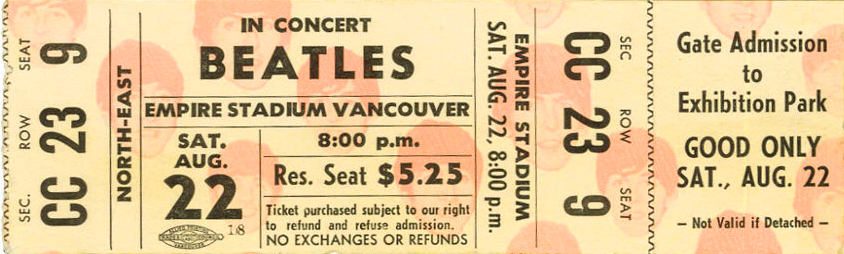 SEC. CC ROW 23 SEAT 9
NORTH-EAST
IN CONCERT
BEATLES
EMPIRE STADIUM VANCOUVER
SAT.
AUG.
22
8:00 p.m.
Res. Seat $5.25
Ticket purchased subject to our right
to refund and refuse admission.
NO EXCHANGES OR REFUNDS
18
EMPIRE STADIUM
SAT. AUG. 22, 8:00 p.m.
SEC CC
ROW 23
SEAT 9
Gate Admission
to
Exhibition Park
GOOD ONLY
SAT., AUG. 22
– Not Valid if Detached –